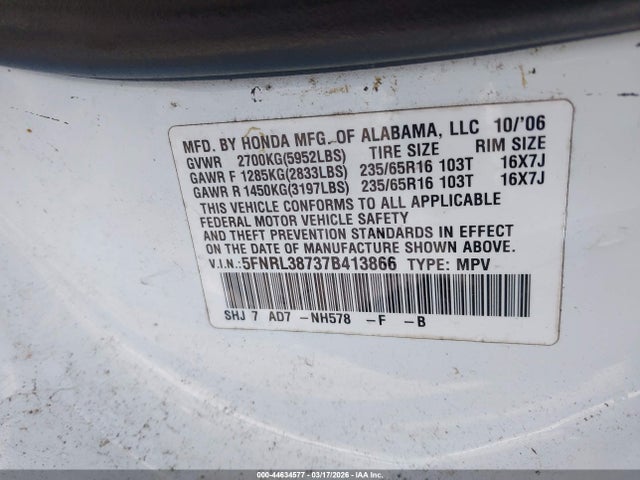 MFD. BY HONDA MFG. OF ALABAMA, LLC 10/'06
GVWR 2700KG(5952LBS) TIRE SIZE RIM SIZE
GAWR F 1285KG(2833LBS) 235/65R16 103T 16X7J
GAWR R 1450KG(3197LBS) 235/65R16 103T 16X7J
THIS VEHICLE CONFORMS TO ALL APPLICABLE
FEDERAL MOTOR VEHICLE SAFETY
AND THEFT PREVENTION STANDARDS IN EFFECT
ON THE DATE OF MANUFACTURE SHOWN ABOVE.
V.I.N.:5FNRL38737B413866 TYPE: MPV
SHJ 7 AD7 -NH578 -F -B
000-44634577 - 03/17/2026 - IAAI.COM